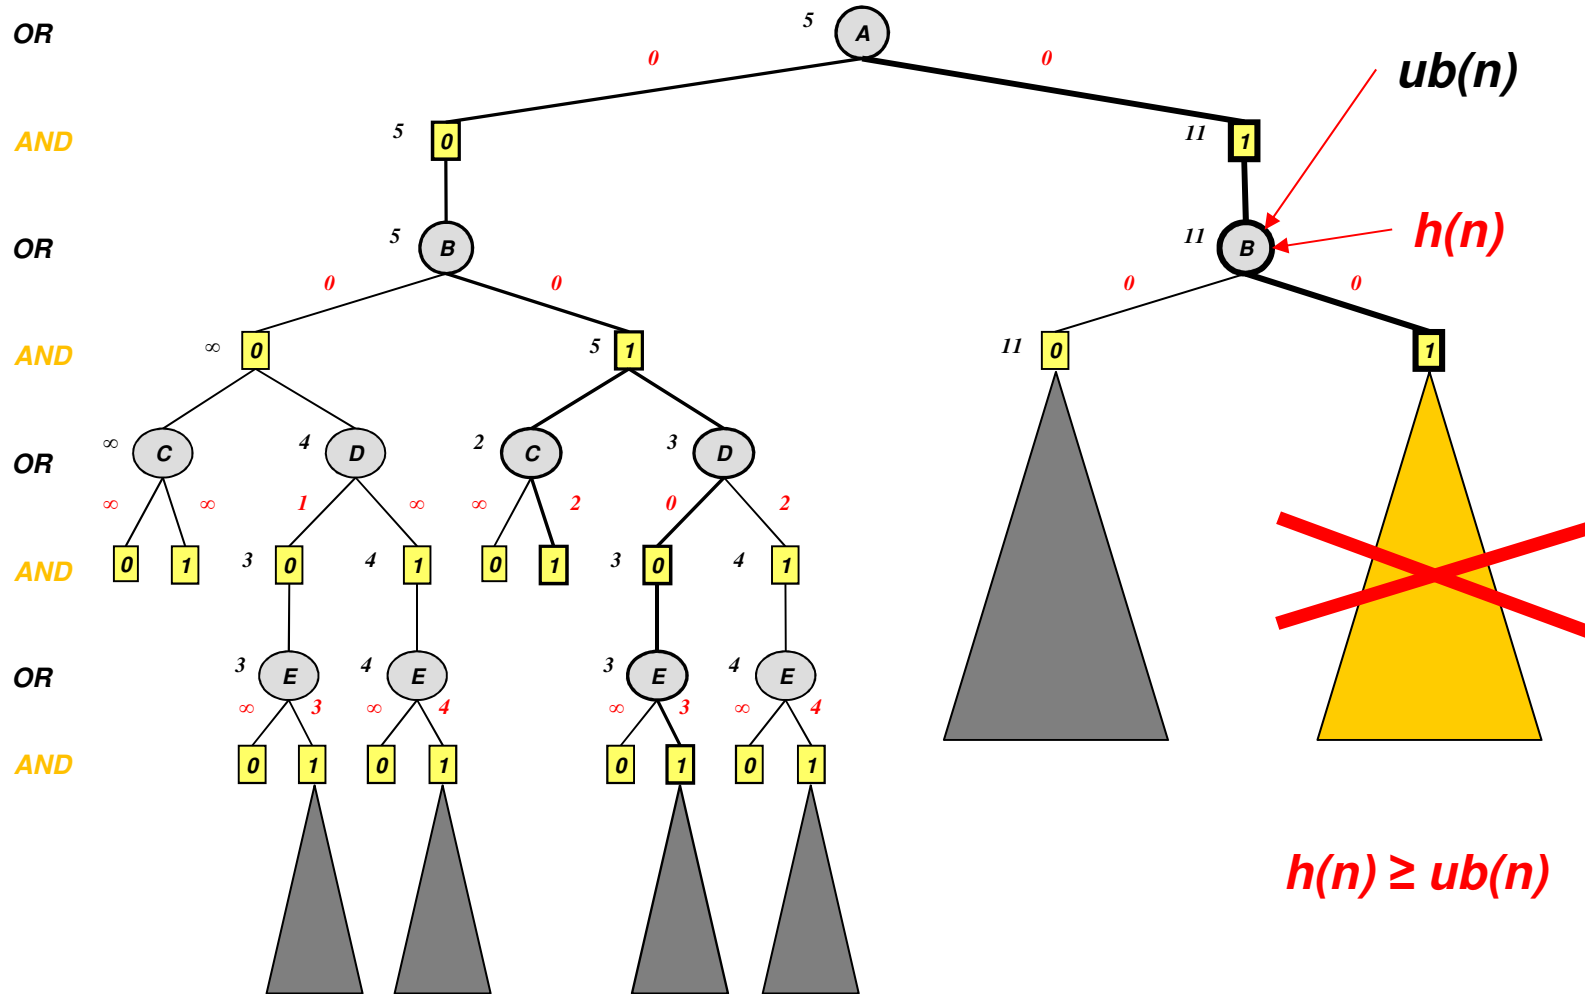 OR 5 A
0 0 ub(n)
AND 5 0 11 1
OR 5 B 11 B h(n)
0 0 0 0
AND ∞ 0 5 1 11 0 1
OR ∞ C 4 D 2 C 3 D
∞ ∞ 1 ∞ ∞ 2 0 2
AND 0 1 3 0 4 1 0 1 3 0 4 1
OR 3 E 4 E 3 E 4 E
∞ 3 ∞ 4 ∞ 3 ∞ 4
AND 0 1 0 1 0 1 0 1
h(n) ≥ ub(n)